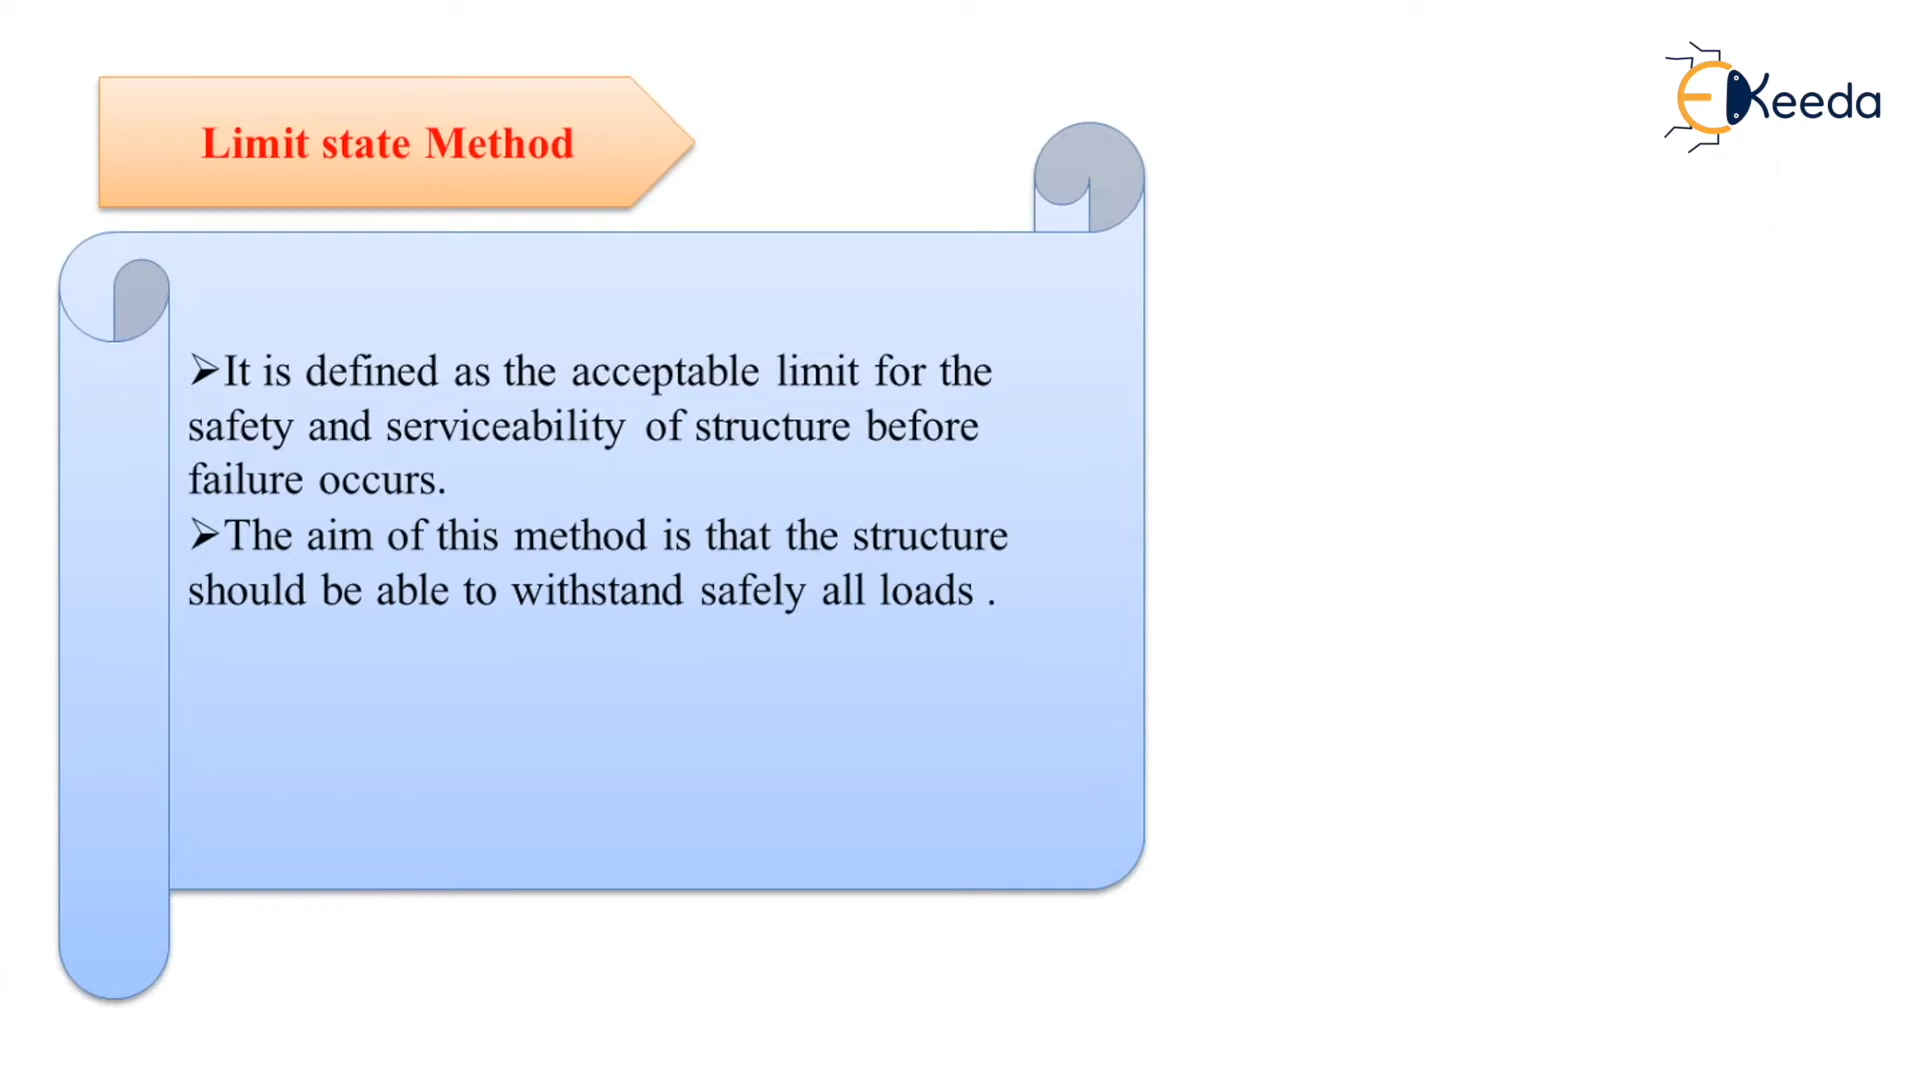 EKeeda
Limit state Method
➢It is defined as the acceptable limit for the
safety and serviceability of structure before
failure occurs.
➢The aim of this method is that the structure
should be able to withstand safely all loads .